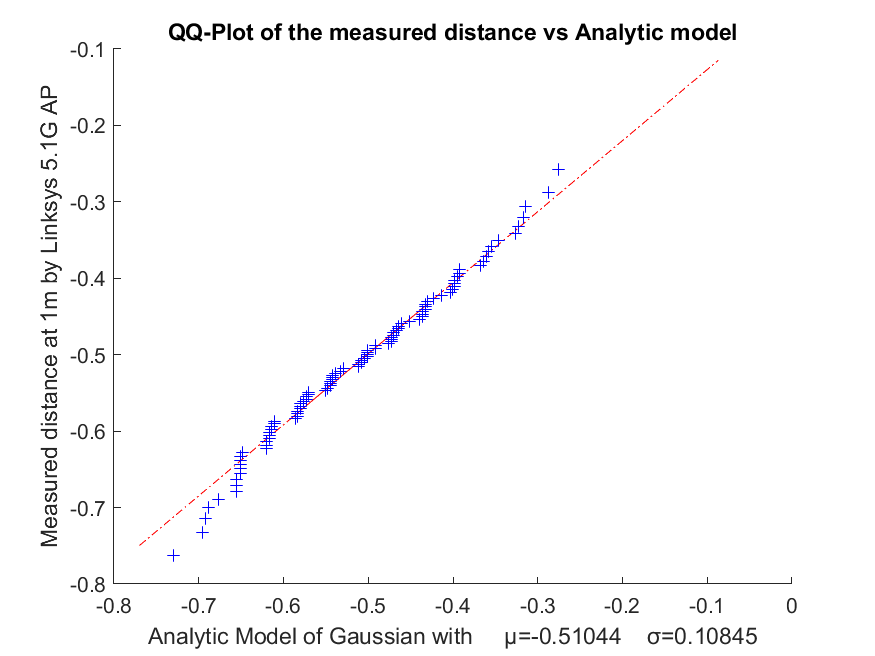 QQ-Plot of the measured distance vs Analytic model
Measured distance at 1m by Linksys 5.1G AP
-0.1
-0.2
-0.3
-0.4
-0.5
-0.6
-0.7
-0.8
-0.8 -0.7 -0.6 -0.5 -0.4 -0.3 -0.2 -0.1 0
Analytic Model of Gaussian with μ=-0.51044 σ=0.10845